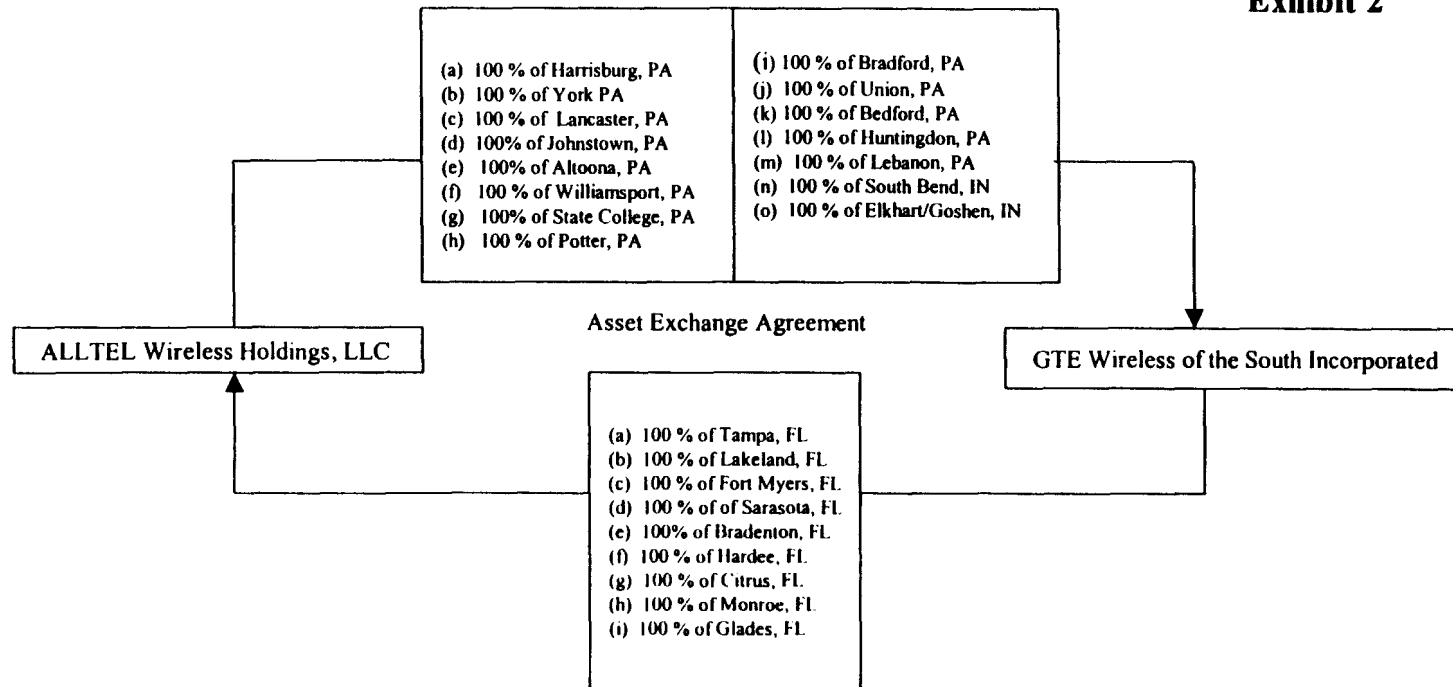 Exhibit 2
(a) 100 % of Harrisburg, PA
(b) 100 % of York PA
(c) 100 % of Lancaster, PA
(d) 100% of Johnstown, PA
(e) 100% of Altoona, PA
(f) 100 % of Williamsport, PA
(g) 100% of State College, PA
(h) 100 % of Potter, PA
(i) 100 % of Bradford, PA
(j) 100 % of Union, PA
(k) 100 % of Bedford, PA
(l) 100 % of Huntingdon, PA
(m) 100 % of Lebanon, PA
(n) 100 % of South Bend, IN
(o) 100 % of Elkhart/Goshen, IN
Asset Exchange Agreement
ALLTEL Wireless Holdings, LLC
GTE Wireless of the South Incorporated
(a) 100 % of Tampa, FL
(b) 100 % of Lakeland, FL
(c) 100 % of Fort Myers, FL
(d) 100 % of of Sarasota, FL
(e) 100% of Bradenton, FL
(f) 100 % of Hardee, FL
(g) 100 % of Citrus, FL
(h) 100 % of Monroe, FL
(i) 100 % of Glades, FL